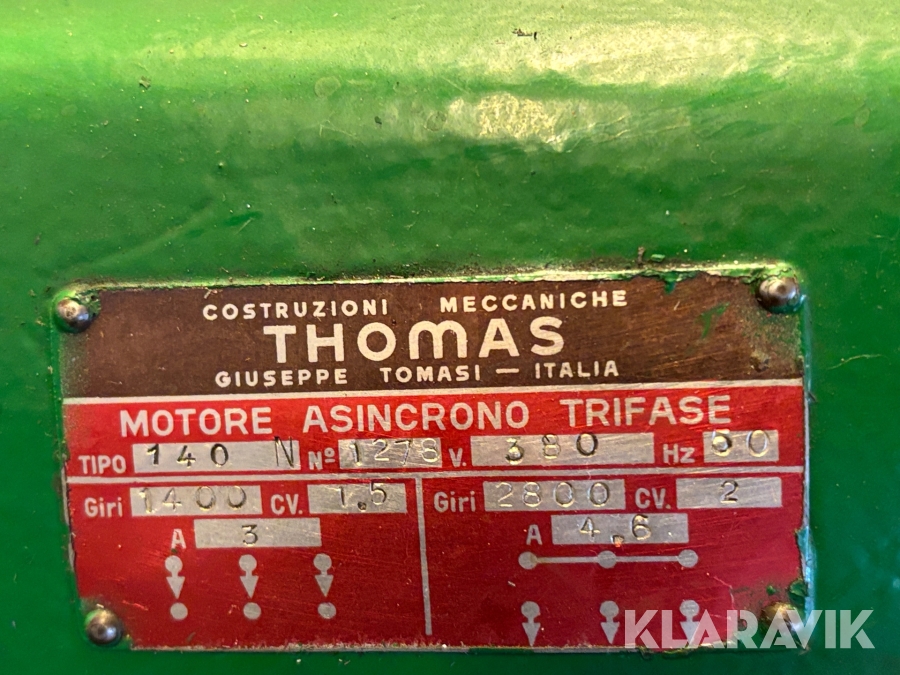 COSTRUZIONI MECCANICHE
THOMAS
GIUSEPPE TOMASI — ITALIA
MOTORE ASINCRONO TRIFASE
TIPO 140 N Nº 1278 V. 380 Hz 50
Giri 1400 CV. 1.5 Giri 2800 CV. 2
A 3 A 4.6
KLARAVIK